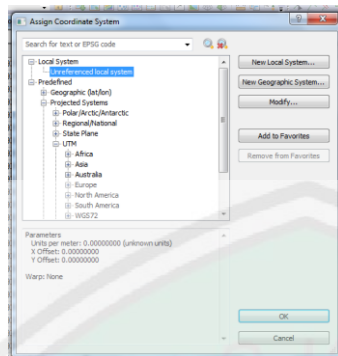 Assign Coordinate System
Search for text or EPSG code
Local System
Unreferenced local system
Predefined
Geographic (lat/lon)
Projected Systems
Polar/Arctic/Antarctic
Regional/National
State Plane
UTM
Africa
Asia
Australia
Europe
North America
South America
WGS72
New Local System...
New Geographic System...
Modify...
Add to Favorites
Remove from Favorites
Parameters
Units per meter: 0.00000000 (unknown units)
X Offset: 0.00000000
Y Offset: 0.00000000
Warp: None
OK
Cancel